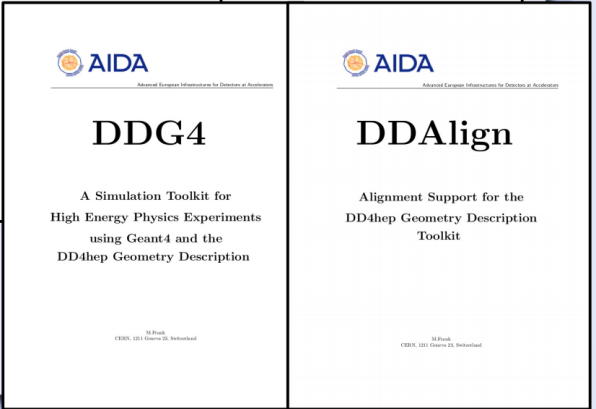 AIDA
Advanced European Infrastructures for Detectors at Accelerators
DDG4
A Simulation Toolkit for
High Energy Physics Experiments
using Geant4 and the
DD4hep Geometry Description
M.Frank
CERN, 1211 Geneva 23, Switzerland
AIDA
Advanced European Infrastructures for Detectors at Accelerators
DDAlign
Alignment Support for the
DD4hep Geometry Description
Toolkit
M.Frank
CERN, 1211 Geneva 23, Switzerland